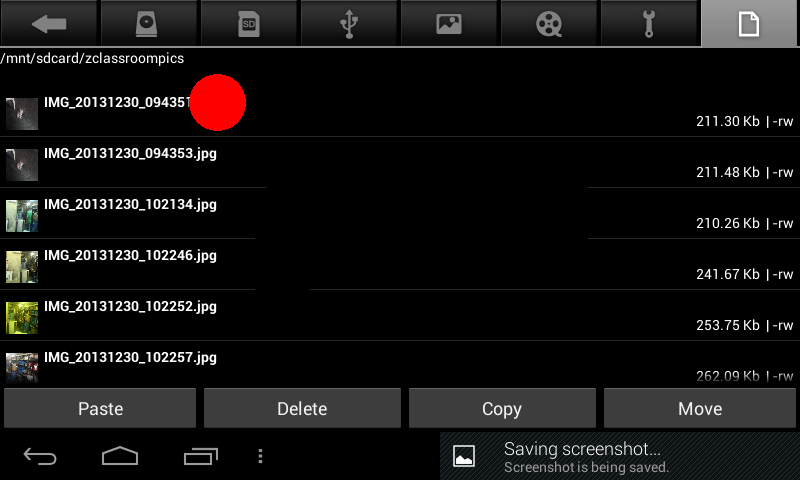 SD
/mnt/sdcard/zclassroompics
IMG_20131230_094351
211.30 Kb | -rw
IMG_20131230_094353.jpg
211.48 Kb | -rw
IMG_20131230_102134.jpg
210.26 Kb | -rw
IMG_20131230_102246.jpg
241.67 Kb | -rw
IMG_20131230_102252.jpg
253.75 Kb | -rw
IMG_20131230_102257.jpg
262.09 Kb | -rw
Paste Delete Copy Move
Saving screenshot...
Screenshot is being saved.